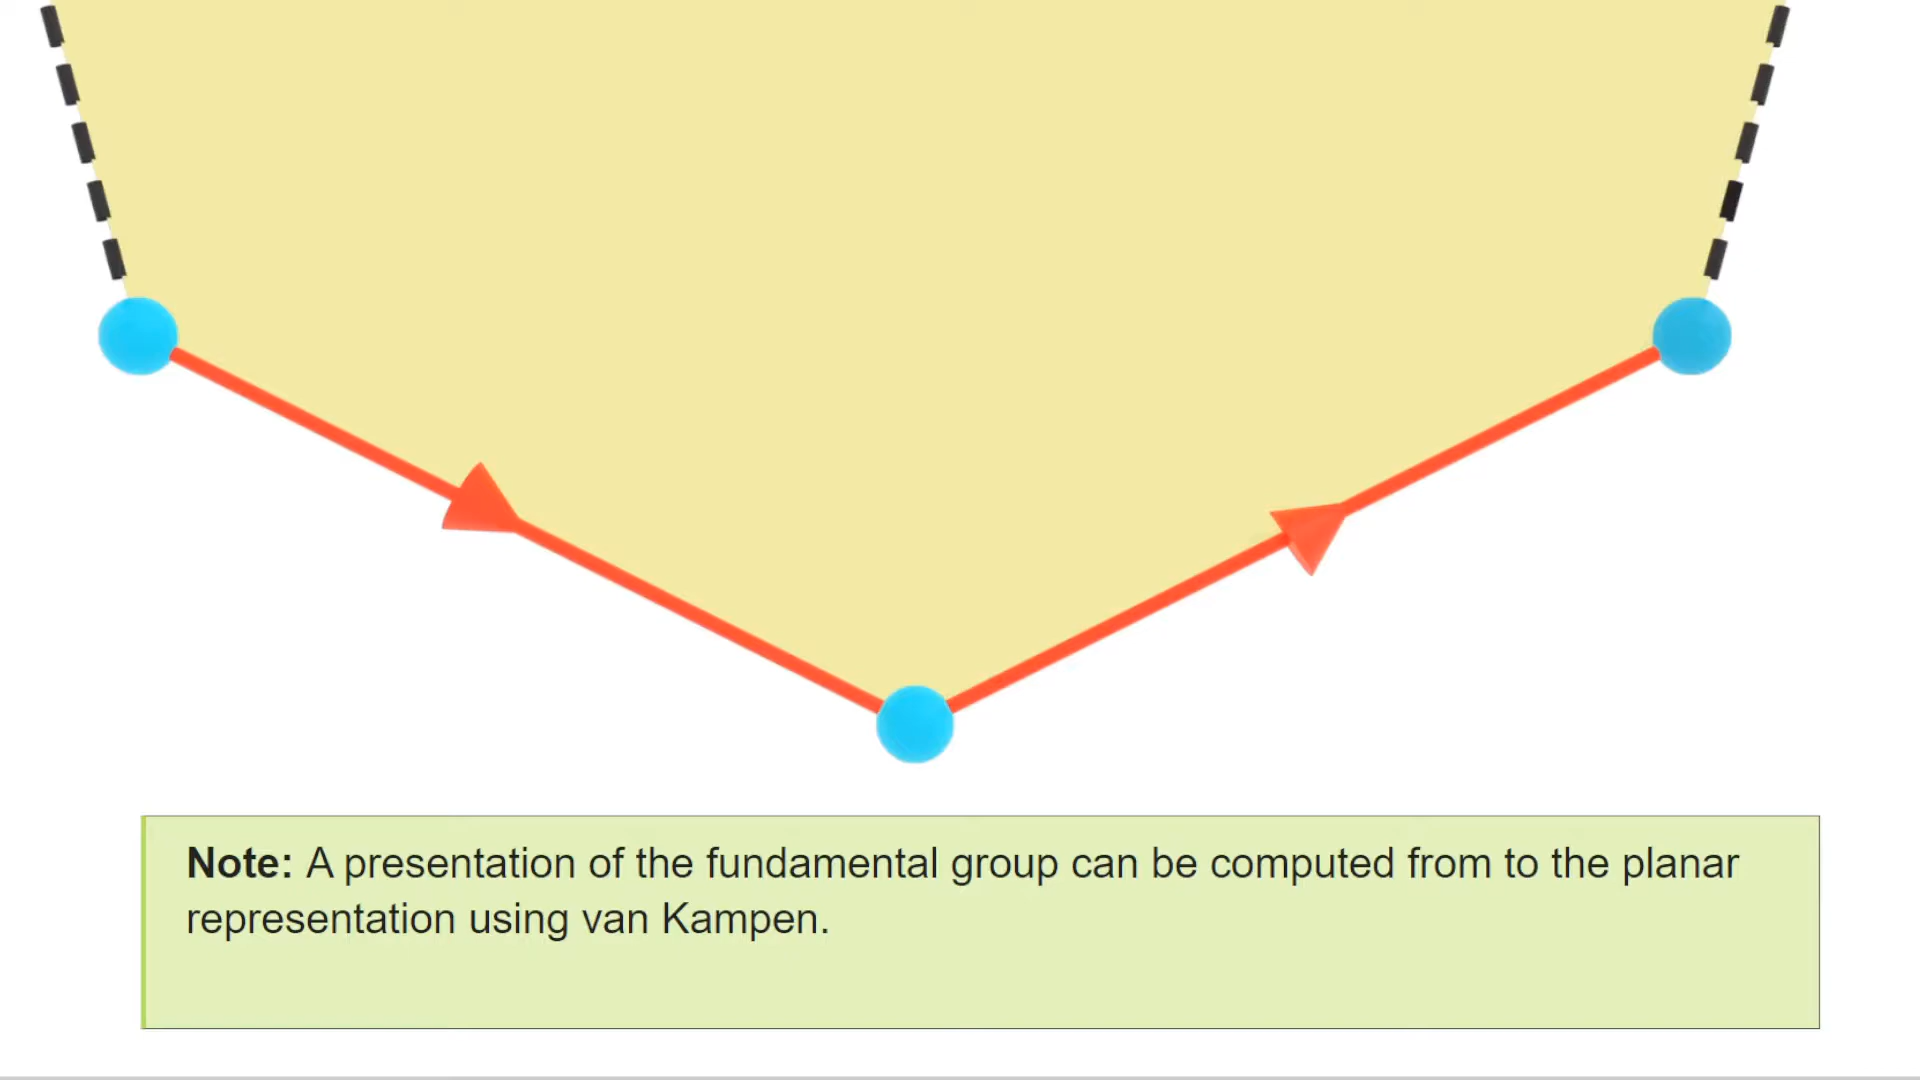 Note: A presentation of the fundamental group can be computed from to the planar
representation using van Kampen.